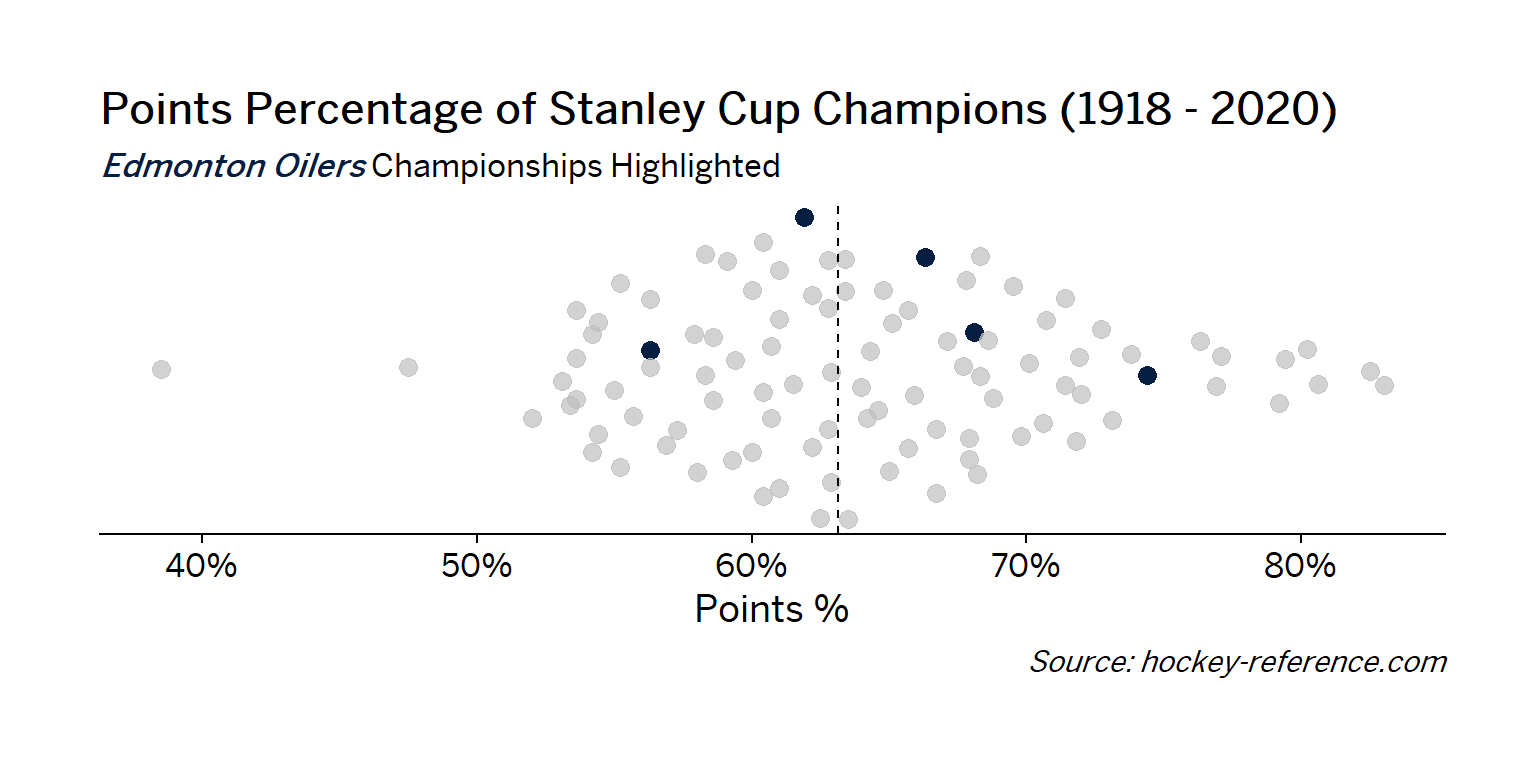 Points Percentage of Stanley Cup Champions (1918 - 2020)
Edmonton Oilers Championships Highlighted
40% 50% 60% 70% 80%
Points %
Source: hockey-reference.com